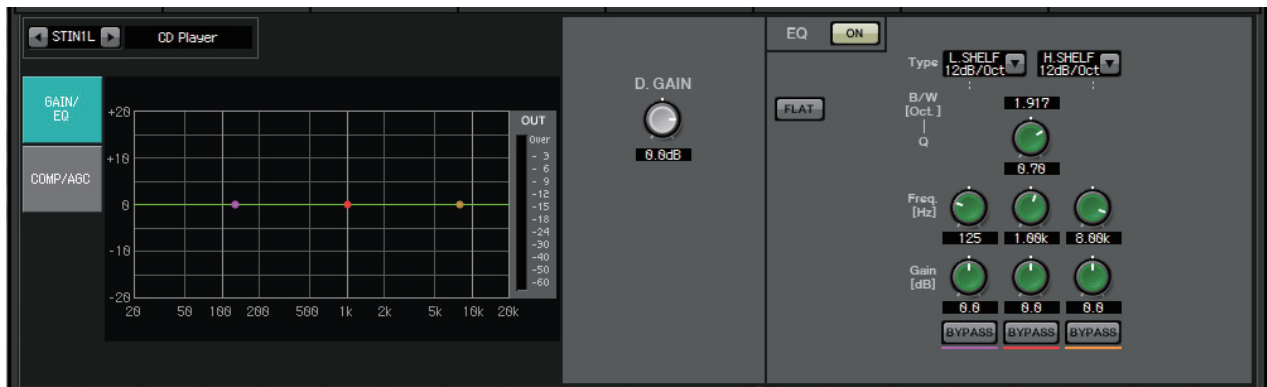 STIN1L CD Player
GAIN/
EQ
COMP/AGC
+20
+10
0
-10
-20
20 50 100 200 500 1k 2k 5k 10k 20k
OUT
Over
- 3
- 6
- 9
-12
-15
-18
-24
-30
-40
-50
-60
D. GAIN
0.0dB
EQ ON
FLAT
Type L.SHELF 12dB/Oct H.SHELF 12dB/Oct
B/W
[Oct.]
1.917
Q
0.70
Freq.
[Hz]
125 1.00k 8.00k
Gain
[dB]
0.0 0.0 0.0
BYPASS BYPASS BYPASS